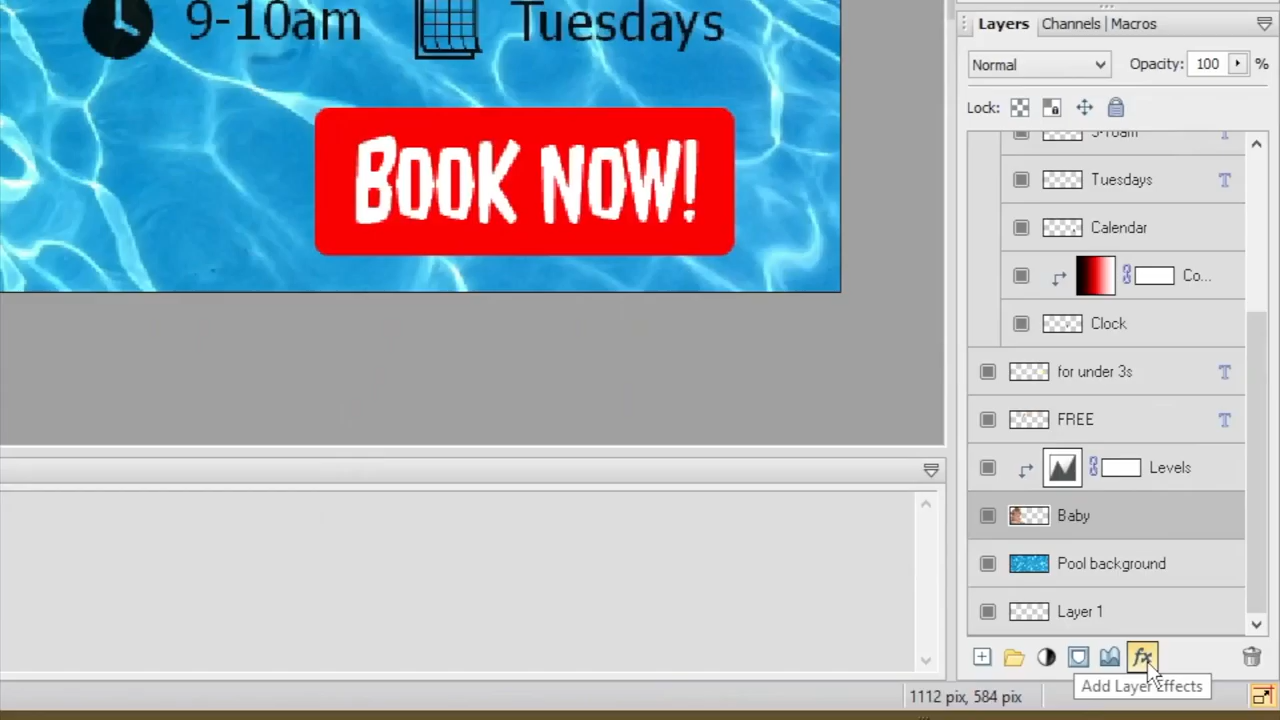 9-10am
Tuesdays
BOOK NOW!
Layers
Channels | Macros
Normal
Opacity:
100
%
Lock:
Tuesdays
Calendar
Co...
Clock
for under 3s
FREE
Levels
Baby
Pool background
Layer 1
fx
Add Layer Effects
1112 pix, 584 pix